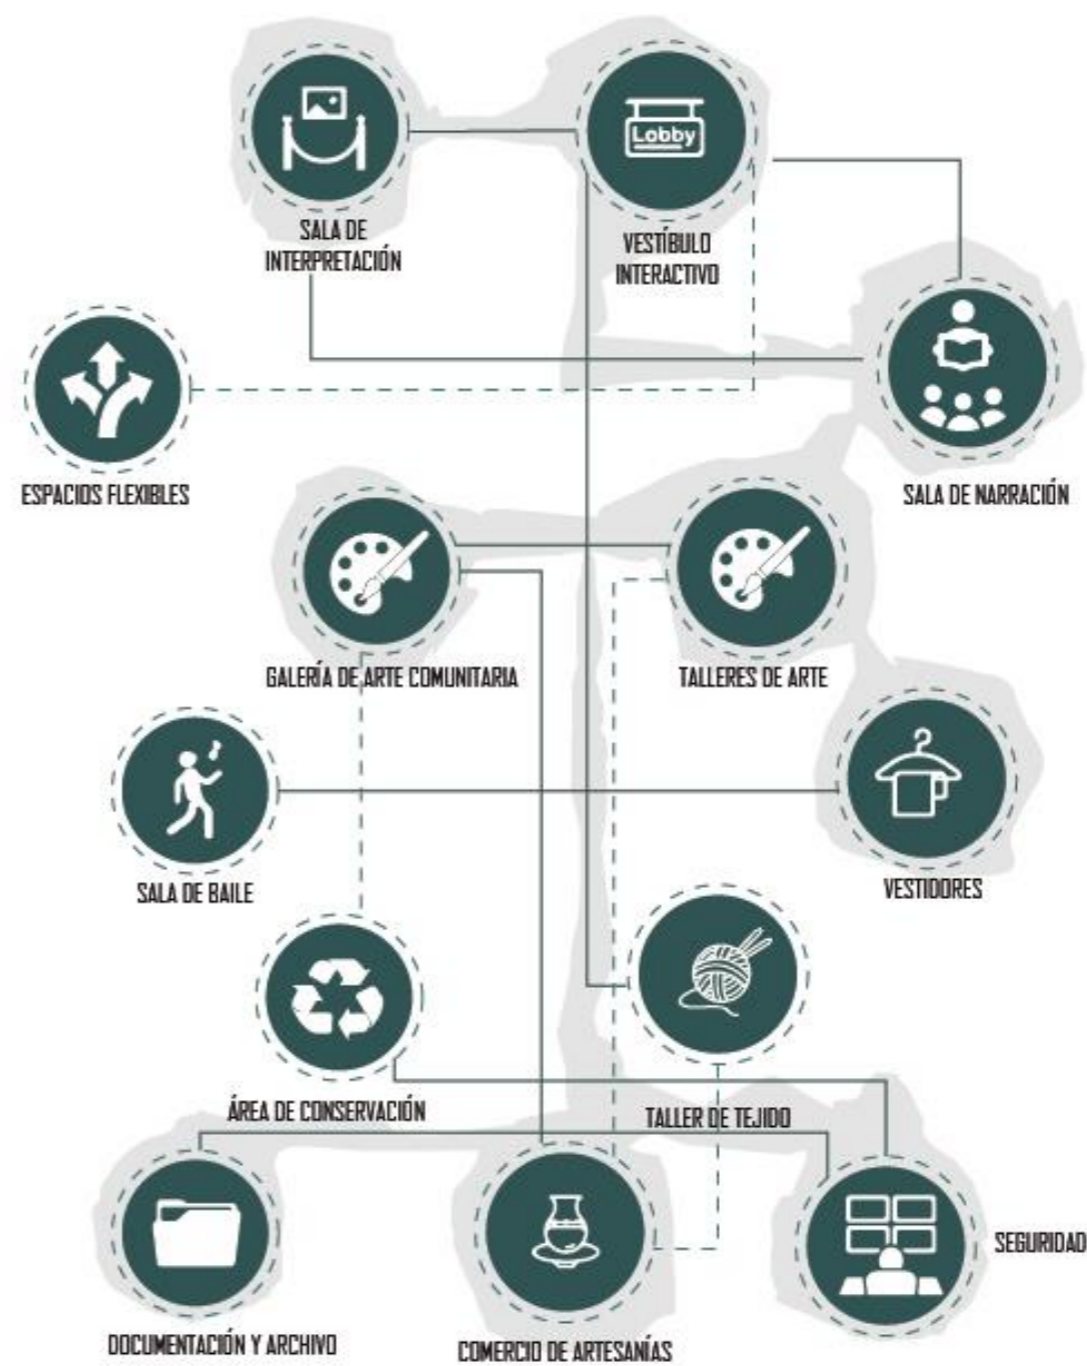 Lobby
SALA DE
INTERPRETACIÓN
VESTÍBULO
INTERACTIVO
ESPACIOS FLEXIBLES
SALA DE NARRACIÓN
GALERÍA DE ARTE COMUNITARIA
TALLERES DE ARTE
SALA DE BAILE
VESTIDORES
ÁREA DE CONSERVACIÓN
TALLER DE TEJIDO
SEGURIDAD
DOCUMENTACIÓN Y ARCHIVO
COMERCIO DE ARTESANÍAS